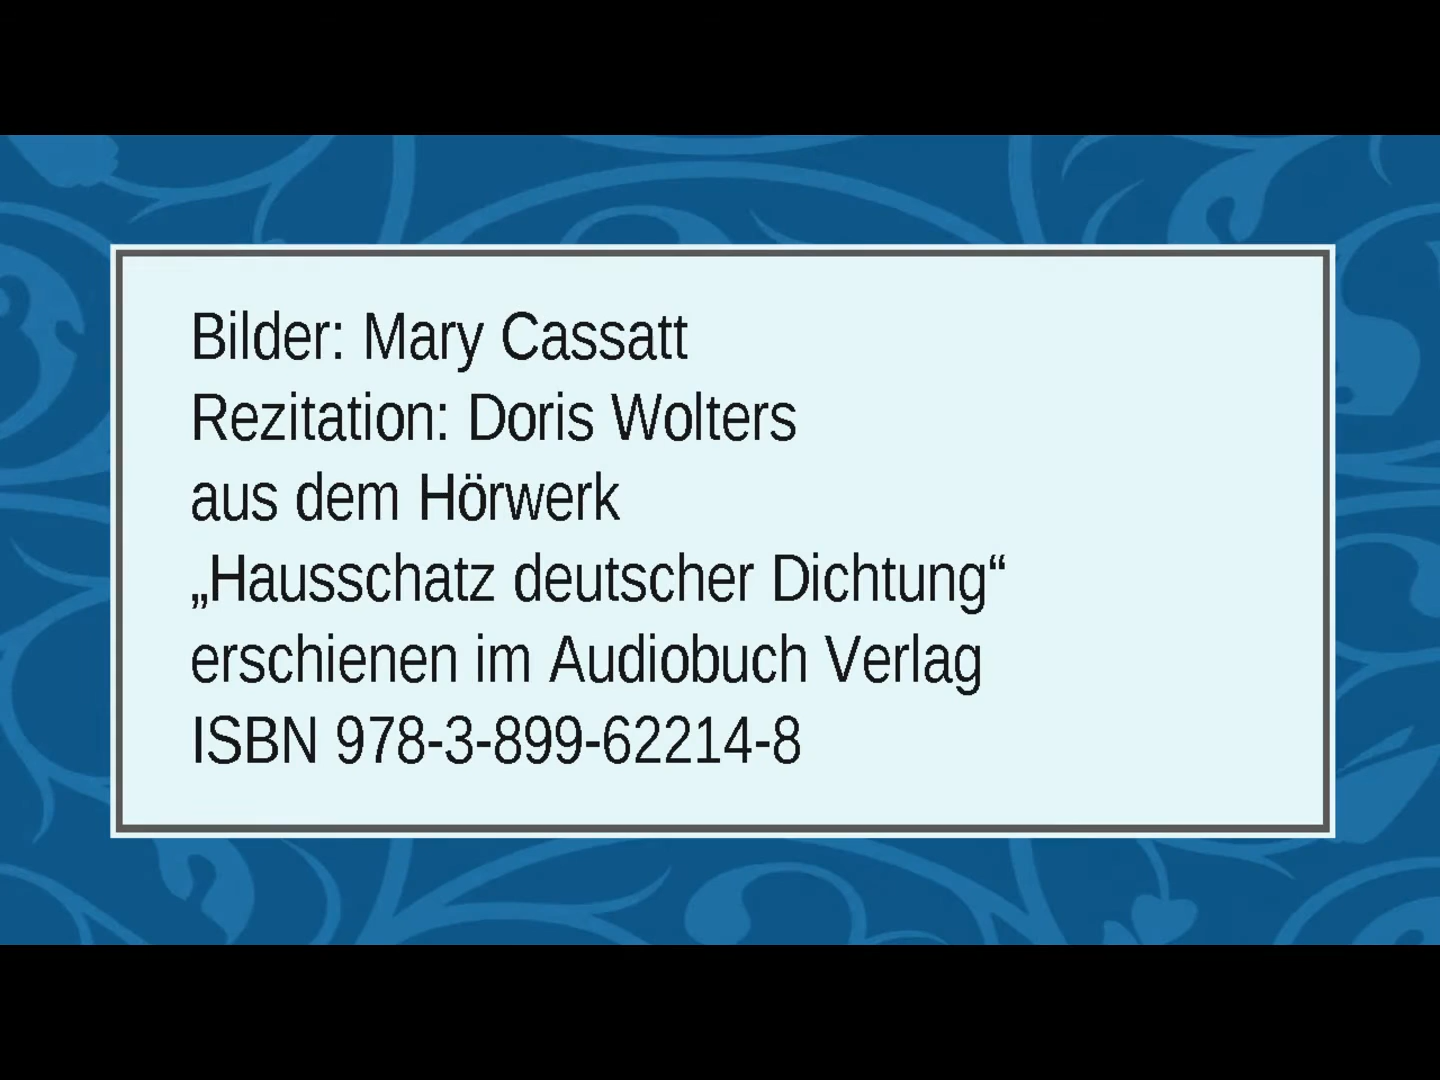 Bilder: Mary Cassatt
Rezitation: Doris Wolters
aus dem Hörwerk
„Hausschatz deutscher Dichtung“
erschienen im Audiobuch Verlag
ISBN 978-3-899-62214-8